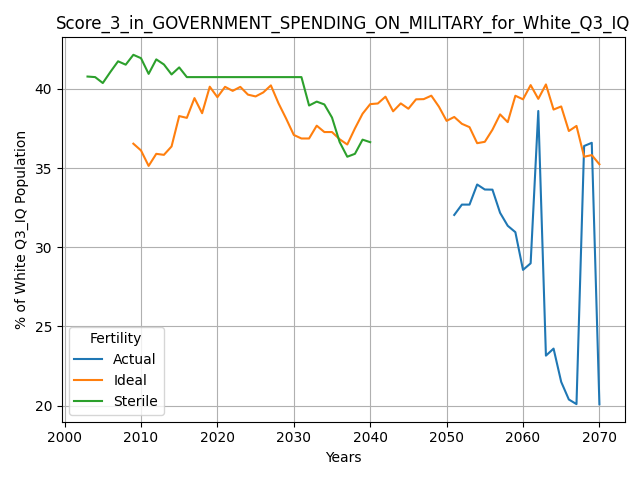 Score_3_in_GOVERNMENT_SPENDING_ON_MILITARY_for_White_Q3_IQ
% of White Q3_IQ Population
40
35
30
25
20
Fertility
Actual
Ideal
Sterile
2000 2010 2020 2030 2040 2050 2060 2070
Years